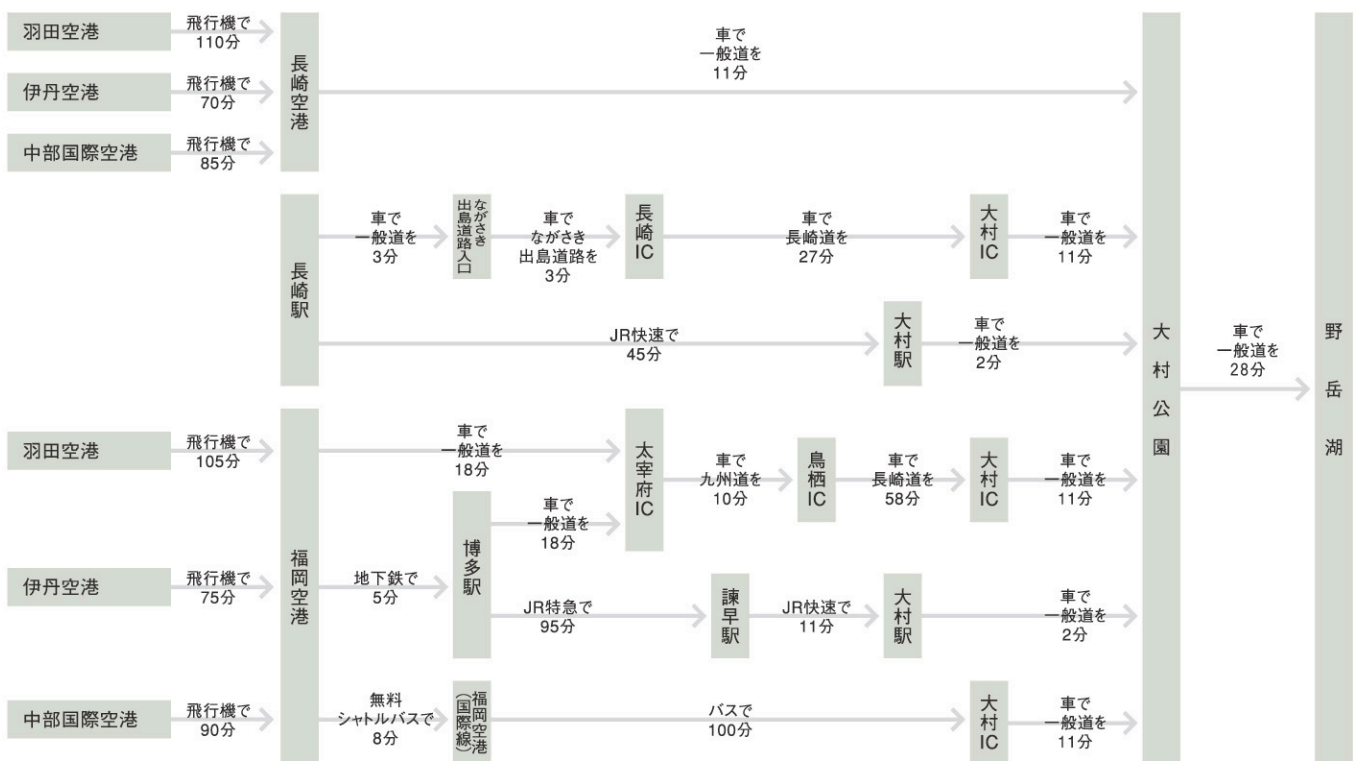 羽田空港
飛行機で
110分
伊丹空港
飛行機で
70分
中部国際空港
飛行機で
85分
長崎空港
車で
一般道を
11分
長崎駅
車で
一般道を
3分
ながさき
出島道路入口
車で
ながさき
出島道路を
3分
長崎IC
車で
長崎道を
27分
大村IC
車で
一般道を
11分
JR快速で
45分
大村駅
車で
一般道を
2分
羽田空港
飛行機で
105分
伊丹空港
飛行機で
75分
中部国際空港
飛行機で
90分
福岡空港
車で
一般道を
18分
地下鉄で
5分
博多駅
車で
一般道を
18分
太宰府IC
車で
九州道を
10分
鳥栖IC
車で
長崎道を
58分
大村IC
車で
一般道を
11分
JR特急で
95分
諫早駅
JR快速で
11分
大村駅
車で
一般道を
2分
無料
シャトルバスで
8分
福岡空港
(国際線)
バスで
100分
大村IC
車で
一般道を
11分
大村公園
車で
一般道を
28分
野岳湖